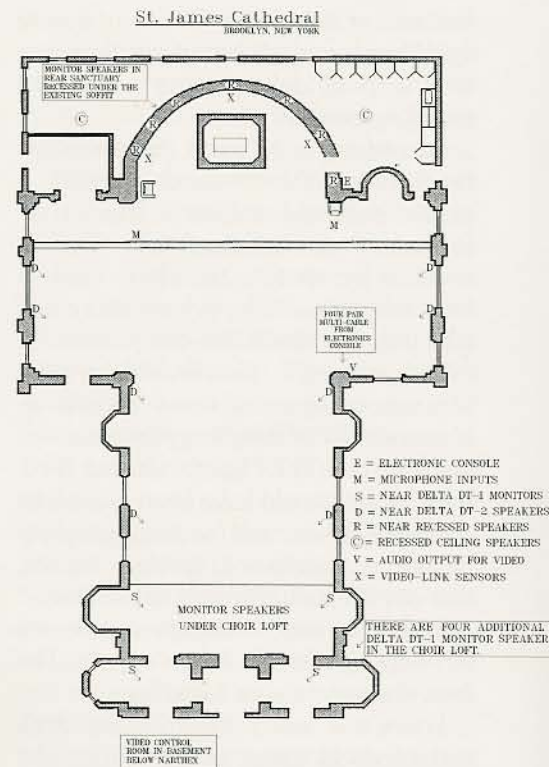 St. James Cathedral
BROOKLYN, NEW YORK
MONITOR SPEAKERS IN
REAR SANCTUARY
RECESSED UNDER THE
EXISTING SOFFIT
R
R
X
R
R
R
Ⓒ
Ⓒ
R
R
X
X
R
E
M
M
D
D
D
D
FOUR PAIR
MULTI-CABLE
FROM
ELECTRONICS
CONSOLE
V
D
D
D
D
E = ELECTRONIC CONSOLE
M = MICROPHONE INPUTS
S = NEAR DELTA DT-1 MONITORS
D = NEAR DELTA DT-2 SPEAKERS
R = NEAR RECESSED SPEAKERS
Ⓒ = RECESSED CEILING SPEAKERS
V = AUDIO OUTPUT FOR VIDEO
X = VIDEO-LINK SENSORS
S
S
MONITOR SPEAKERS
UNDER CHOIR LOFT
THERE ARE FOUR ADDITIONAL
DELTA DT-1 MONITOR SPEAKER
IN THE CHOIR LOFT.
S
S
VIDEO CONTROL
ROOM IN BASEMENT
BELOW NARTHEX